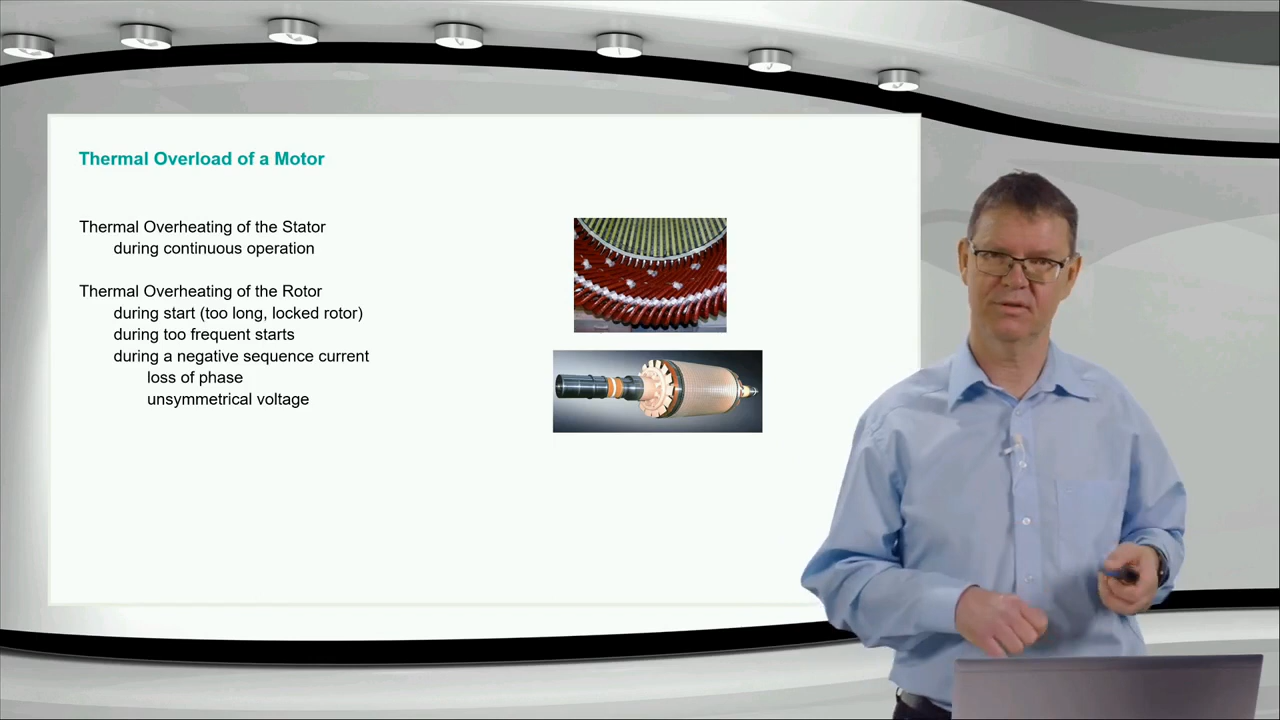 Thermal Overload of a Motor
Thermal Overheating of the Stator
during continuous operation
Thermal Overheating of the Rotor
during start (too long, locked rotor)
during too frequent starts
during a negative sequence current
loss of phase
unsymmetrical voltage